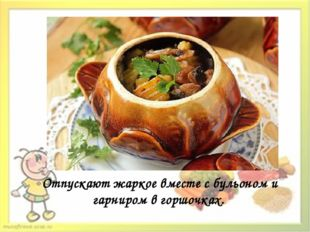 Отпускают жаркое вместе с бульоном и
гарниром в горшочках.